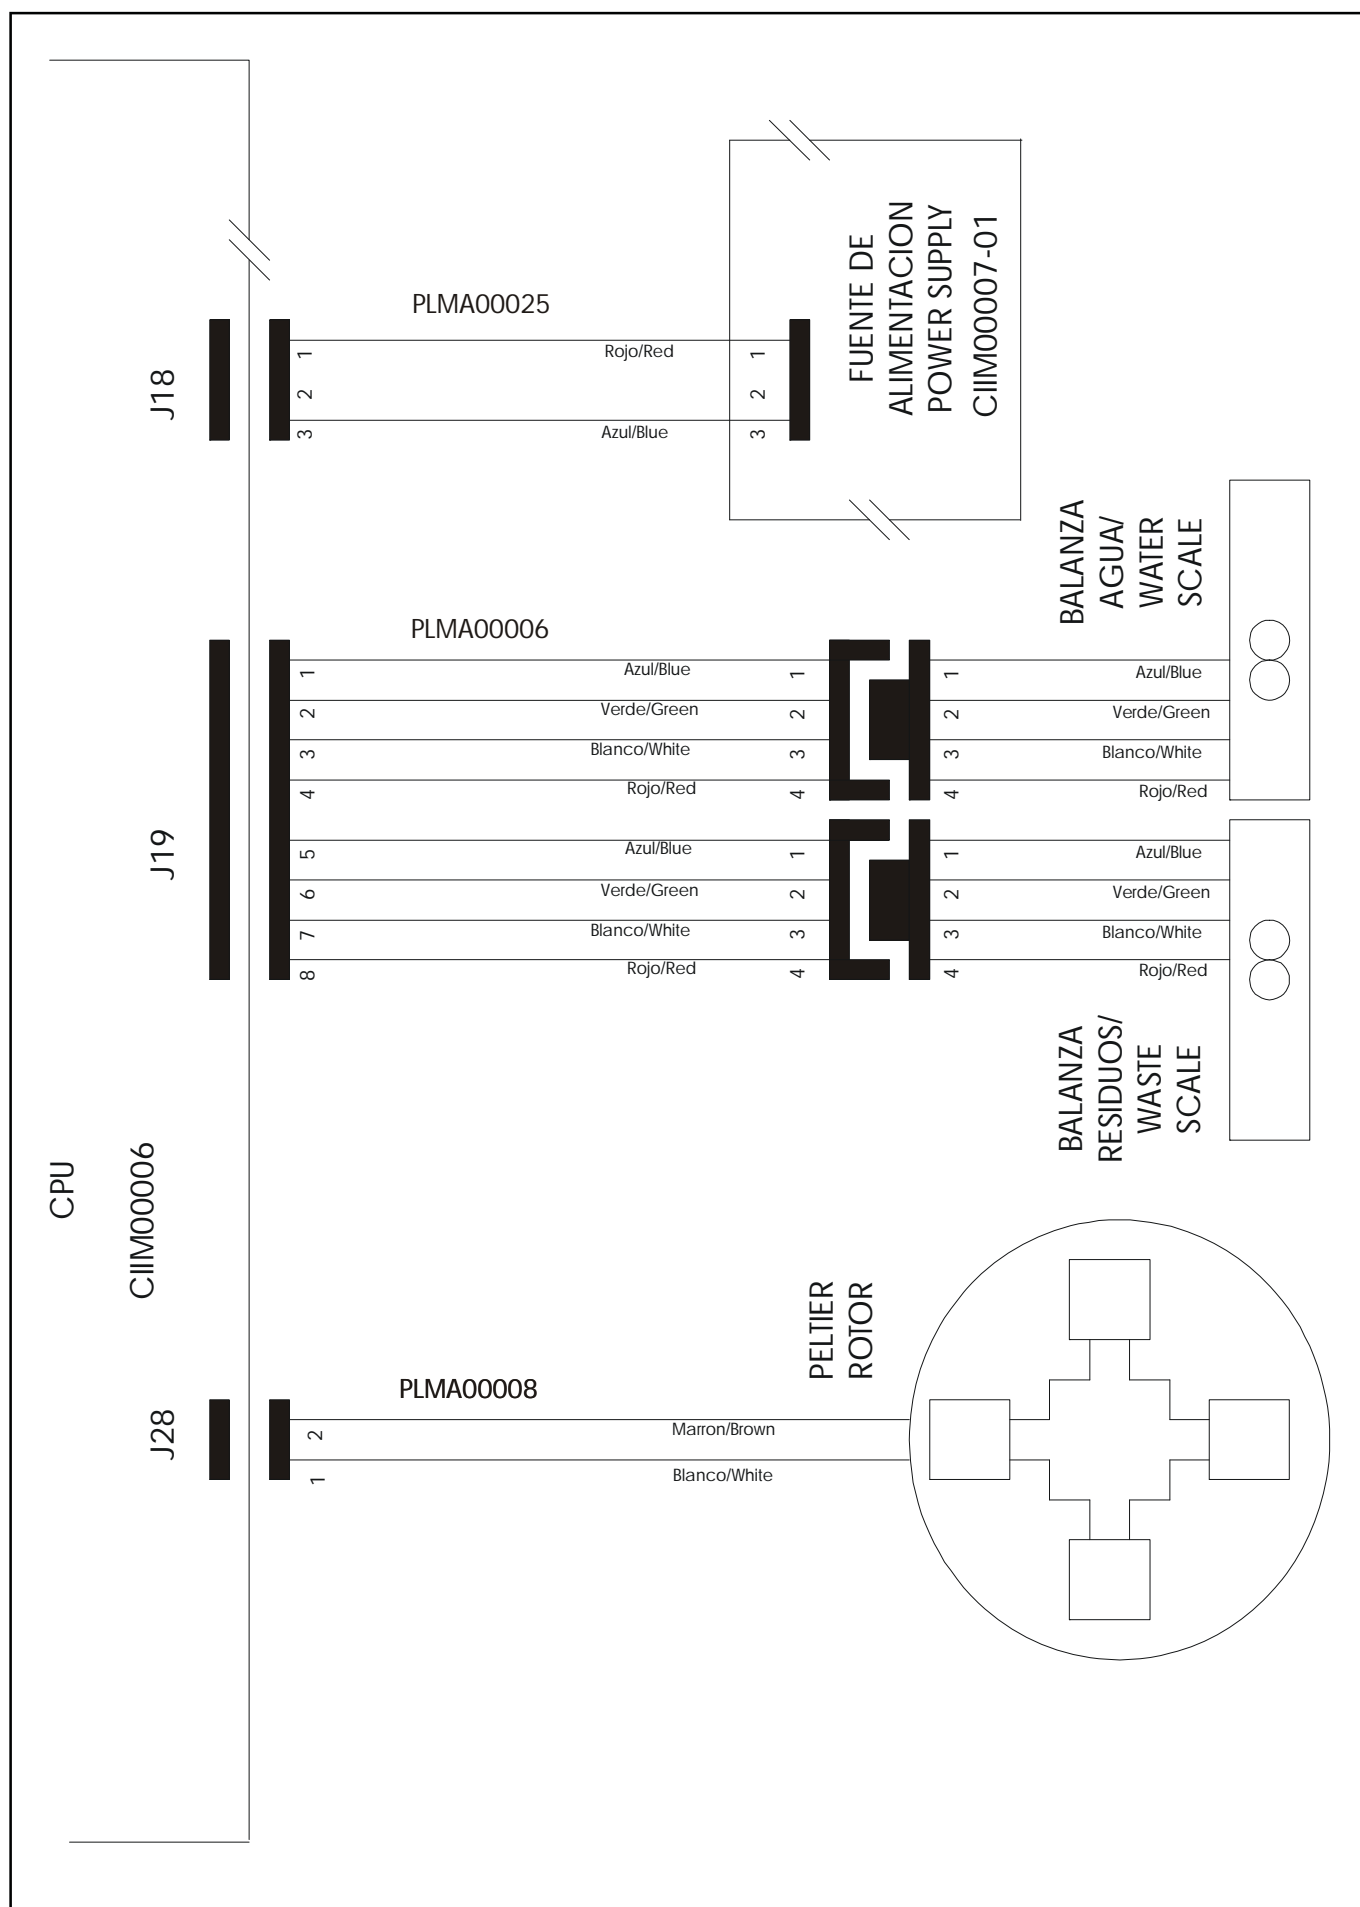 CPU
CIIM00006
J18
1
2
3
PLMA00025
Rojo/Red
Azul/Blue
1
2
3
FUENTE DE
ALIMENTACION
POWER SUPPLY
CIIM00007-01
J19
1
2
3
4
5
6
7
8
PLMA00006
Azul/Blue
Verde/Green
Blanco/White
Rojo/Red
Azul/Blue
Verde/Green
Blanco/White
Rojo/Red
1
2
3
4
1
2
3
4
1
2
3
4
1
2
3
4
Azul/Blue
Verde/Green
Blanco/White
Rojo/Red
Azul/Blue
Verde/Green
Blanco/White
Rojo/Red
BALANZA
AGUA/
WATER
SCALE
BALANZA
RESIDUOS/
WASTE
SCALE
J28
2
1
PLMA00008
Marron/Brown
Blanco/White
PELTIER
ROTOR